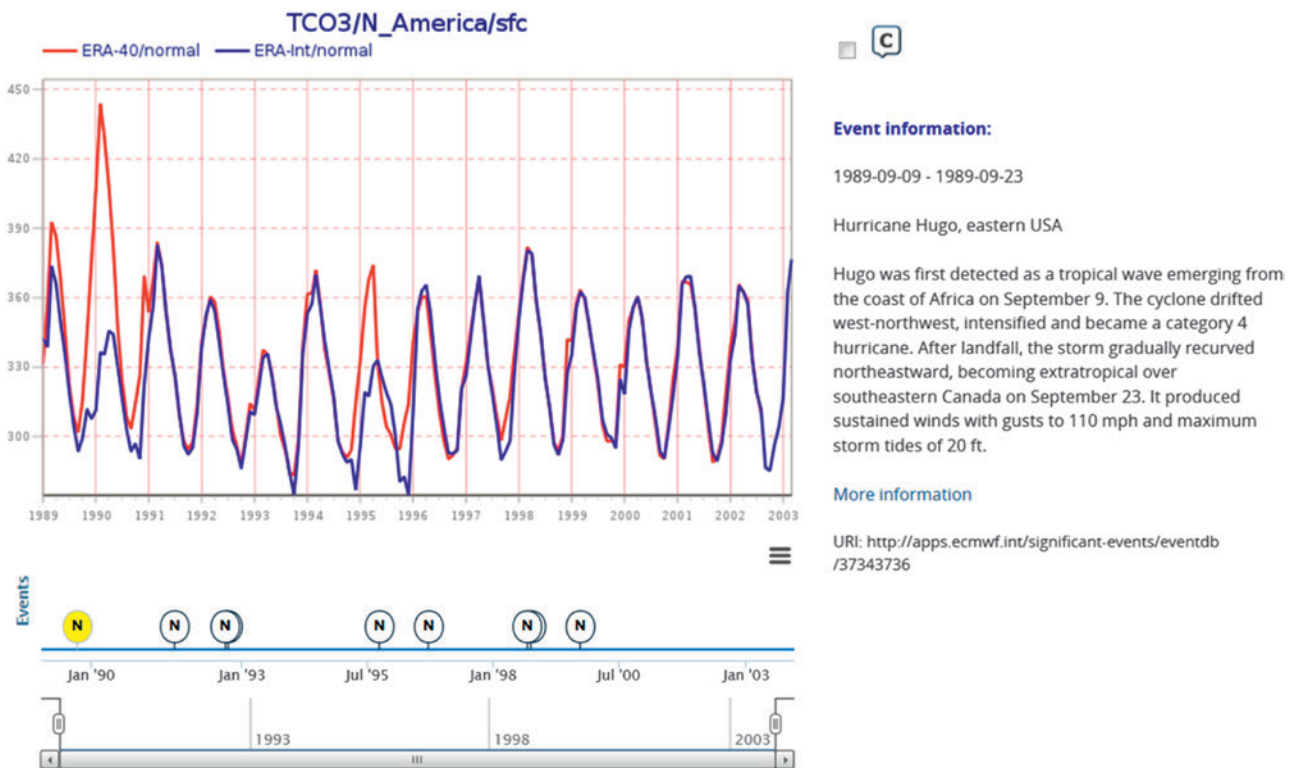 TCO3/N_America/sfc
ERA-40/normal ERA-Int/normal
450
420
390
360
330
300
1989 1990 1991 1992 1993 1994 1995 1996 1997 1998 1999 2000 2001 2002 2003
Events
N N N N N N N
Jan '90 Jan '93 Jul '95 Jan '98 Jul '00 Jan '03
1993 1998 2003
C
Event information:
1989-09-09 - 1989-09-23
Hurricane Hugo, eastern USA
Hugo was first detected as a tropical wave emerging from
the coast of Africa on September 9. The cyclone drifted
west-northwest, intensified and became a category 4
hurricane. After landfall, the storm gradually recurved
northeastward, becoming extratropical over
southeastern Canada on September 23. It produced
sustained winds with gusts to 110 mph and maximum
storm tides of 20 ft.
More information
URI: http://apps.ecmwf.int/significant-events/eventdb
/37343736